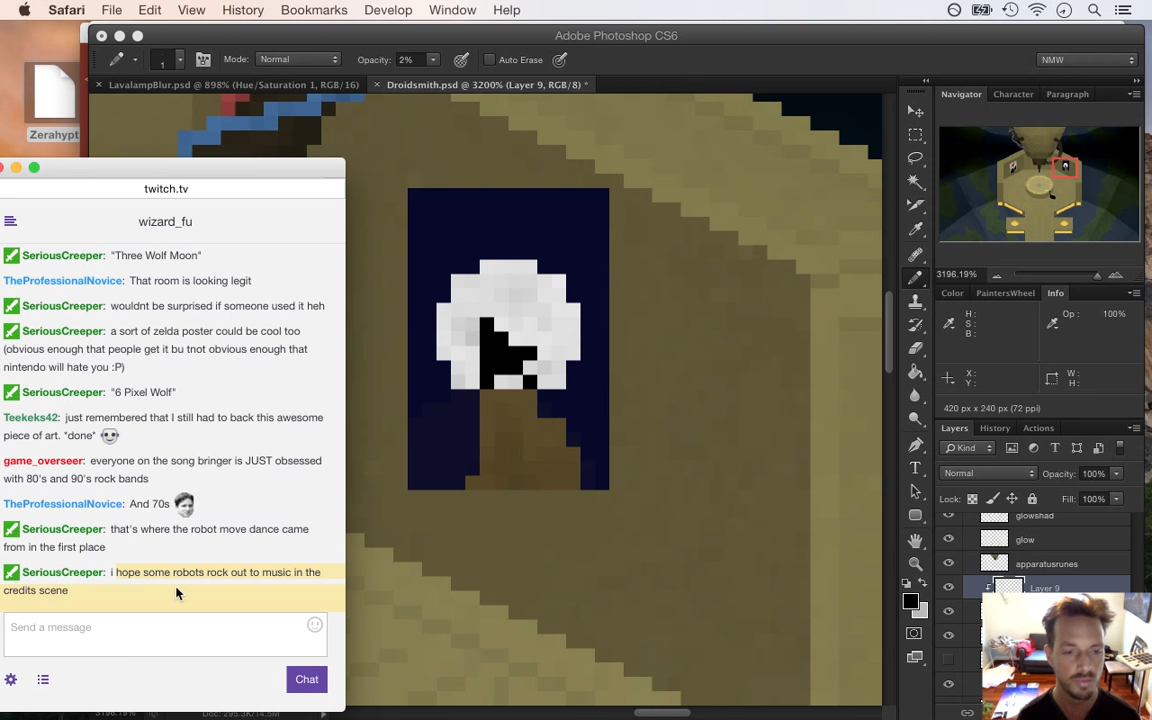 Safari File Edit View History Bookmarks Develop Window Help
Adobe Photoshop CS6
1 Mode: Normal Opacity: 2% Auto Erase NMW
LavalampBlur.psd @ 898% (Hue/Saturation 1, RGB/16) Droidsmith.psd @ 3200% (Layer 9, RGB/8) *
Zerahypt
Navigator Character Paragraph
3196.19%
Color PaintersWheel Info
H:
S:
B:
Op: 100%
X:
Y:
W:
H:
420 px x 240 px (72 ppi)
Layers History Actions
Kind
Normal Opacity: 100%
Lock: Fill: 100%
glowshad
glow
apparatusrunes
Layer 9
twitch.tv
wizard_fu
SeriousCreeper: "Three Wolf Moon"
TheProfessionalNovice: That room is looking legit
SeriousCreeper: wouldnt be surprised if someone used it heh
SeriousCreeper: a sort of zelda poster could be cool too
(obvious enough that people get it bu tnot obvious enough that
nintendo will hate you :P)
SeriousCreeper: "6 Pixel Wolf"
Teekeks42: just remembered that I still had to back this awesome
piece of art. "done"
game_overseer: everyone on the song bringer is JUST obsessed
with 80's and 90's rock bands
TheProfessionalNovice: And 70s
SeriousCreeper: that's where the robot move dance came
from in the first place
SeriousCreeper: i hope some robots rock out to music in the
credits scene
Send a message
Chat